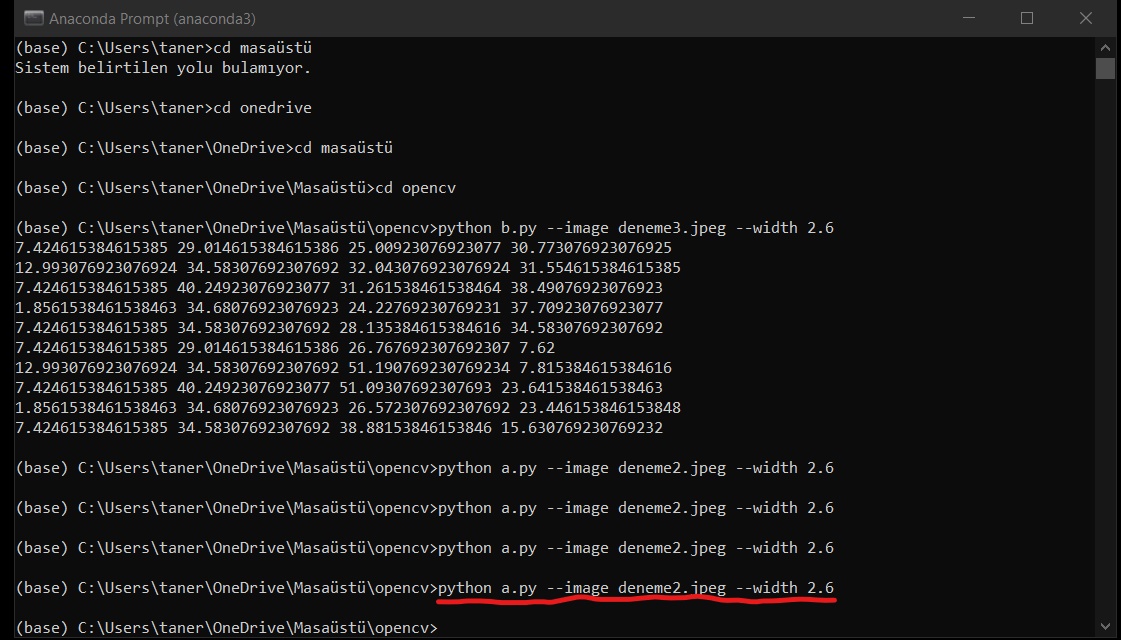 Anaconda Prompt (anaconda3)
(base) C:\Users\taner>cd masaüstü
Sistem belirtilen yolu bulamıyor.
(base) C:\Users\taner>cd onedrive
(base) C:\Users\taner\OneDrive>cd masaüstü
(base) C:\Users\taner\OneDrive\Masaüstü>cd opencv
(base) C:\Users\taner\OneDrive\Masaüstü\opencv>python b.py --image deneme3.jpeg --width 2.6
7.424615384615385 29.014615384615386 25.00923076923077 30.773076923076925
12.993076923076924 34.58307692307692 32.043076923076924 31.554615384615385
7.424615384615385 40.24923076923077 31.261538461538464 38.49076923076923
1.8561538461538463 34.68076923076923 24.22769230769231 37.70923076923077
7.424615384615385 34.58307692307692 28.135384615384616 34.58307692307692
7.424615384615385 29.014615384615386 26.767692307692307 7.62
12.993076923076924 34.58307692307692 51.190769230769234 7.815384615384616
7.424615384615385 40.24923076923077 51.09307692307693 23.641538461538463
1.8561538461538463 34.68076923076923 26.572307692307692 23.446153846153848
7.424615384615385 34.58307692307692 38.88153846153846 15.630769230769232
(base) C:\Users\taner\OneDrive\Masaüstü\opencv>python a.py --image deneme2.jpeg --width 2.6
(base) C:\Users\taner\OneDrive\Masaüstü\opencv>python a.py --image deneme2.jpeg --width 2.6
(base) C:\Users\taner\OneDrive\Masaüstü\opencv>python a.py --image deneme2.jpeg --width 2.6
(base) C:\Users\taner\OneDrive\Masaüstü\opencv>python a.py --image deneme2.jpeg --width 2.6
(base) C:\Users\taner\OneDrive\Masaüstü\opencv>